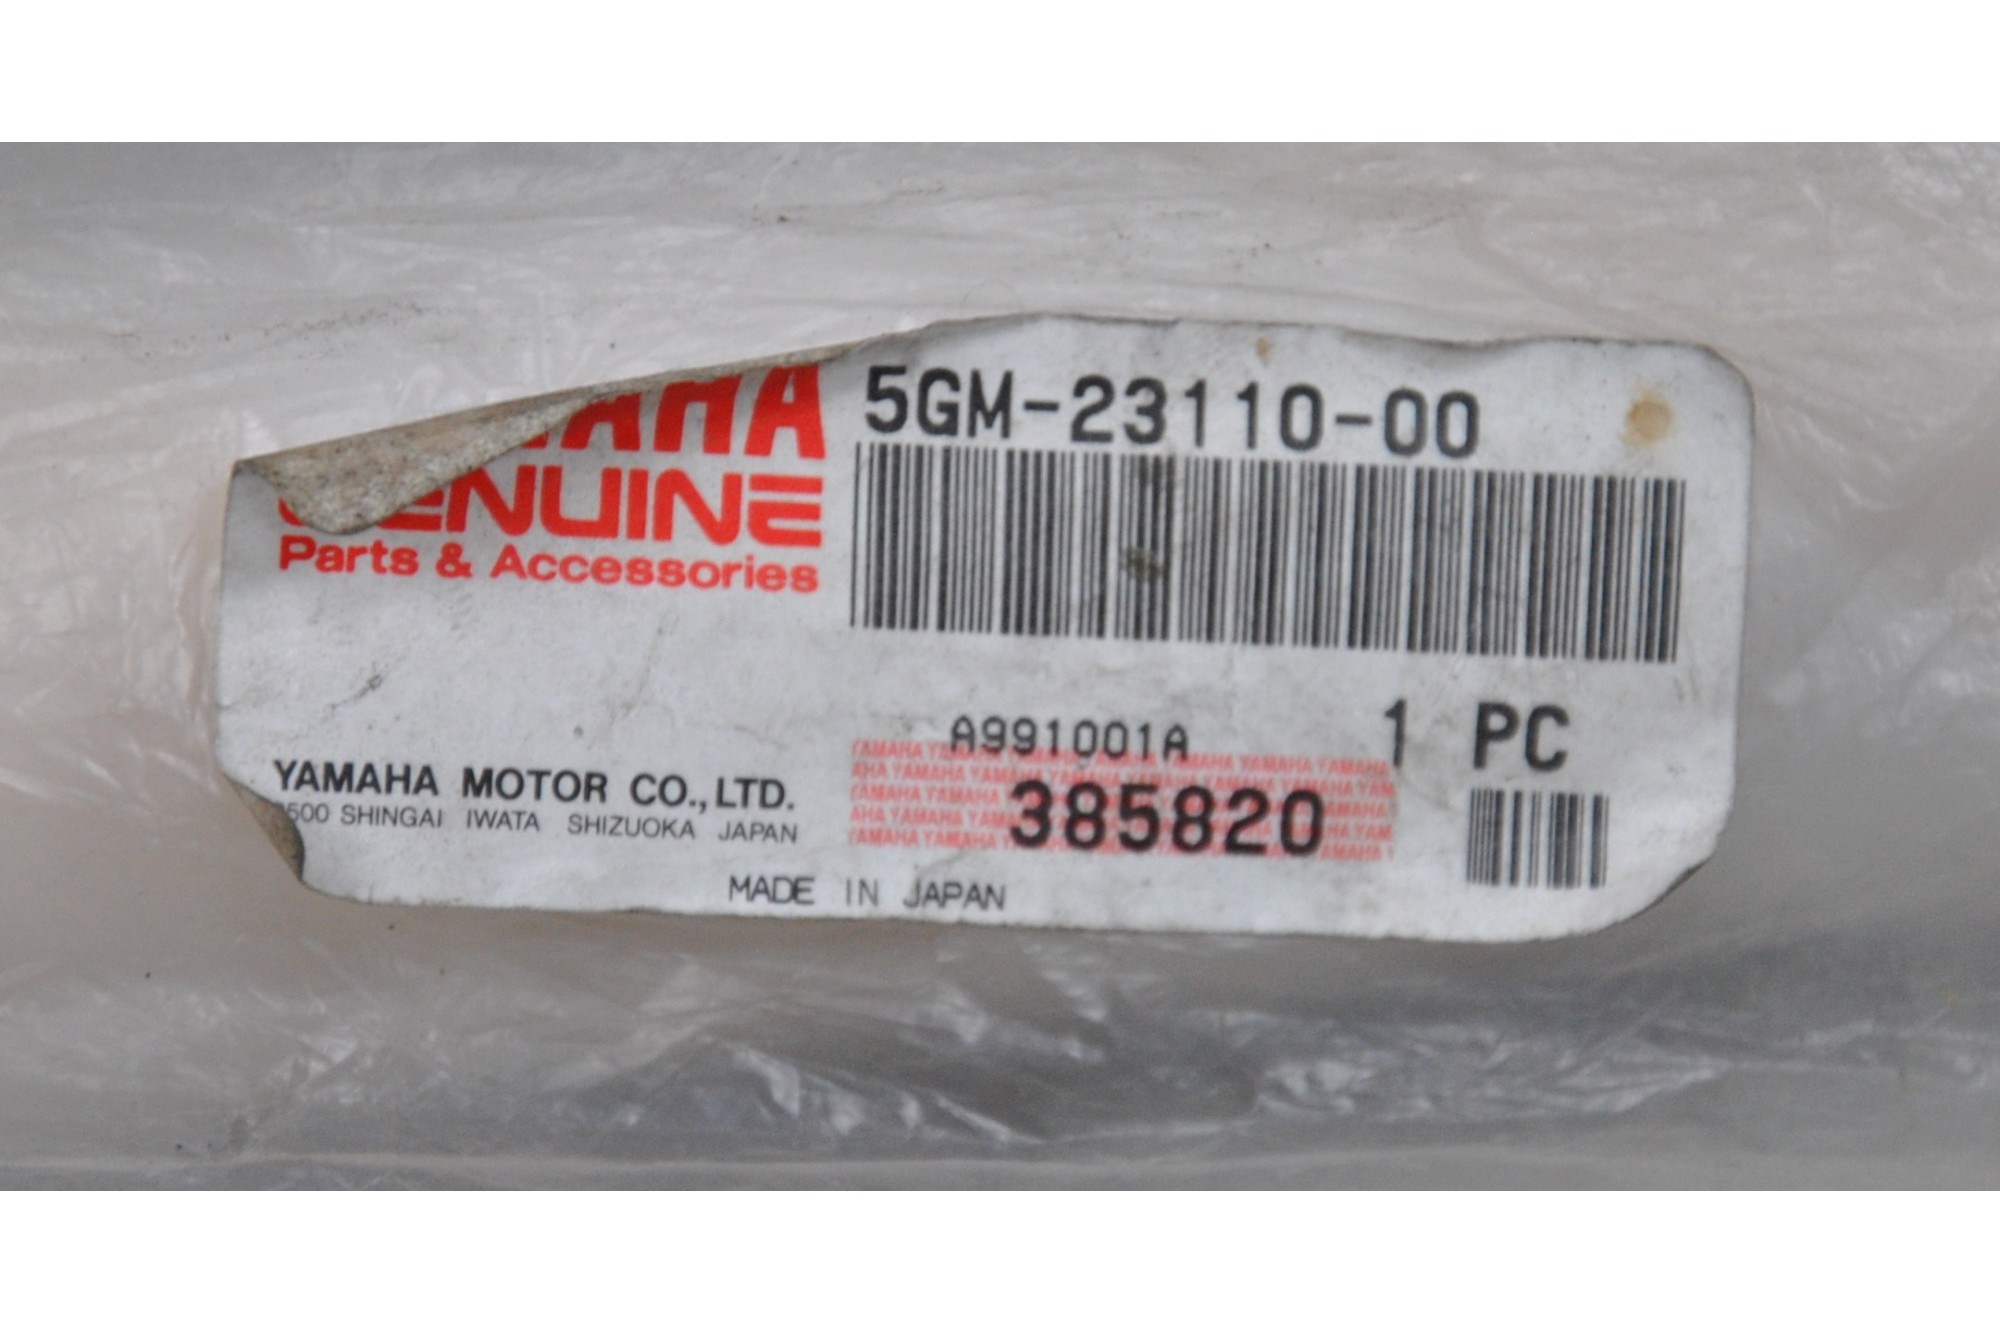 5GM-23110-00
GENUINE
Parts & Accessories
A991001A
1 PC
YAMAHA MOTOR CO., LTD.
SHINGAI IWATA SHIZUOKA JAPAN
385820
MADE IN JAPAN